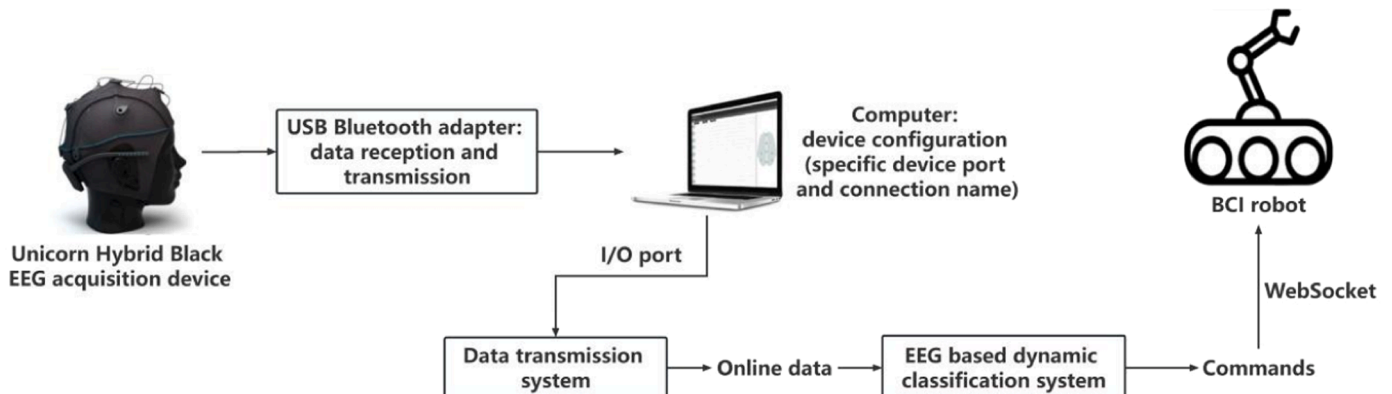 Unicorn Hybrid Black
EEG acquisition device
USB Bluetooth adapter:
data reception and
transmission
Computer:
device configuration
(specific device port
and connection name)
I/O port
Data transmission
system
Online data
EEG based dynamic
classification system
Commands
WebSocket
BCI robot